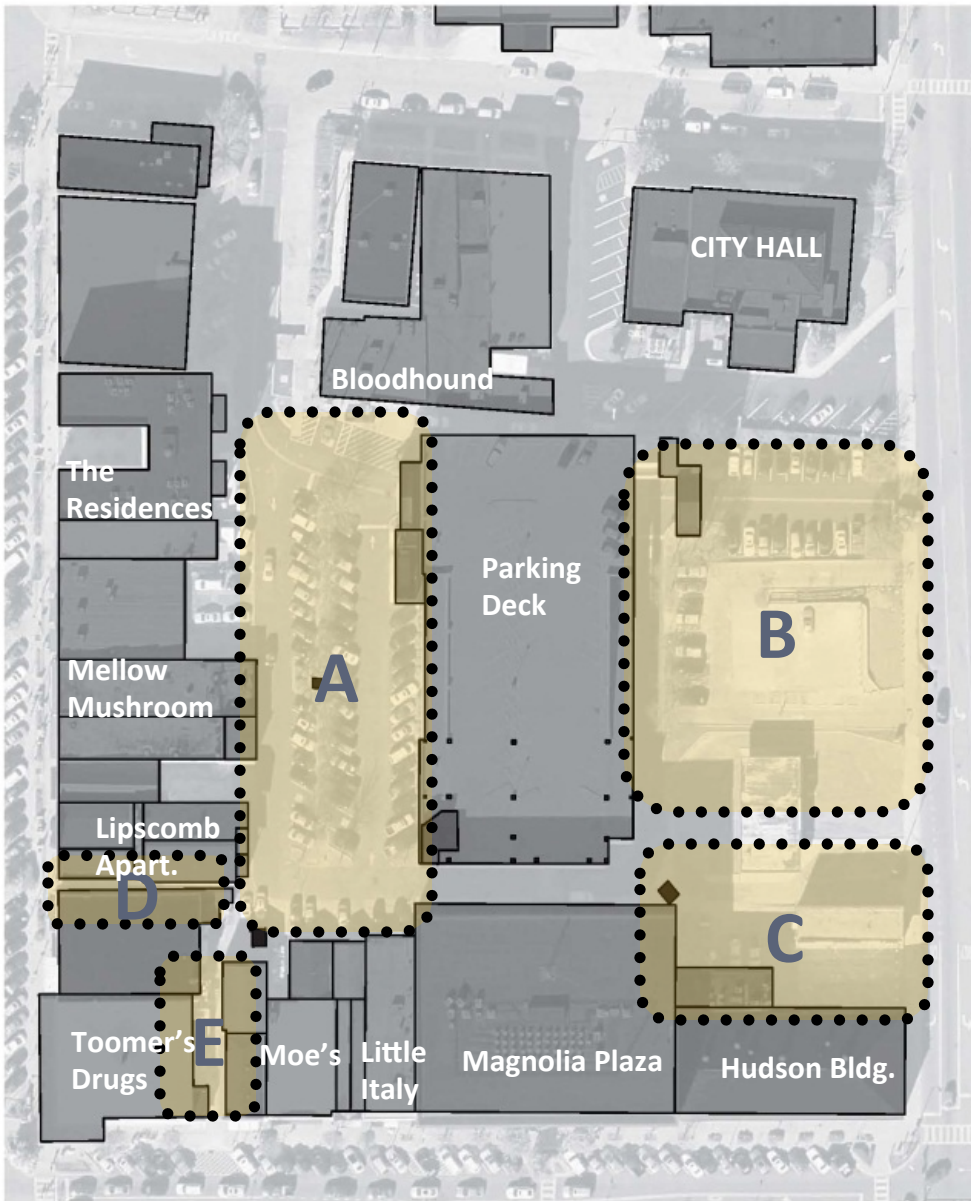 CITY HALL
Bloodhound
The
Residences
Parking
Deck
B
A
Mellow
Mushroom
Lipscomb
Apart.
D
C
E
Toomer's
Drugs
Moe's
Little
Italy
Magnolia Plaza
Hudson Bldg.